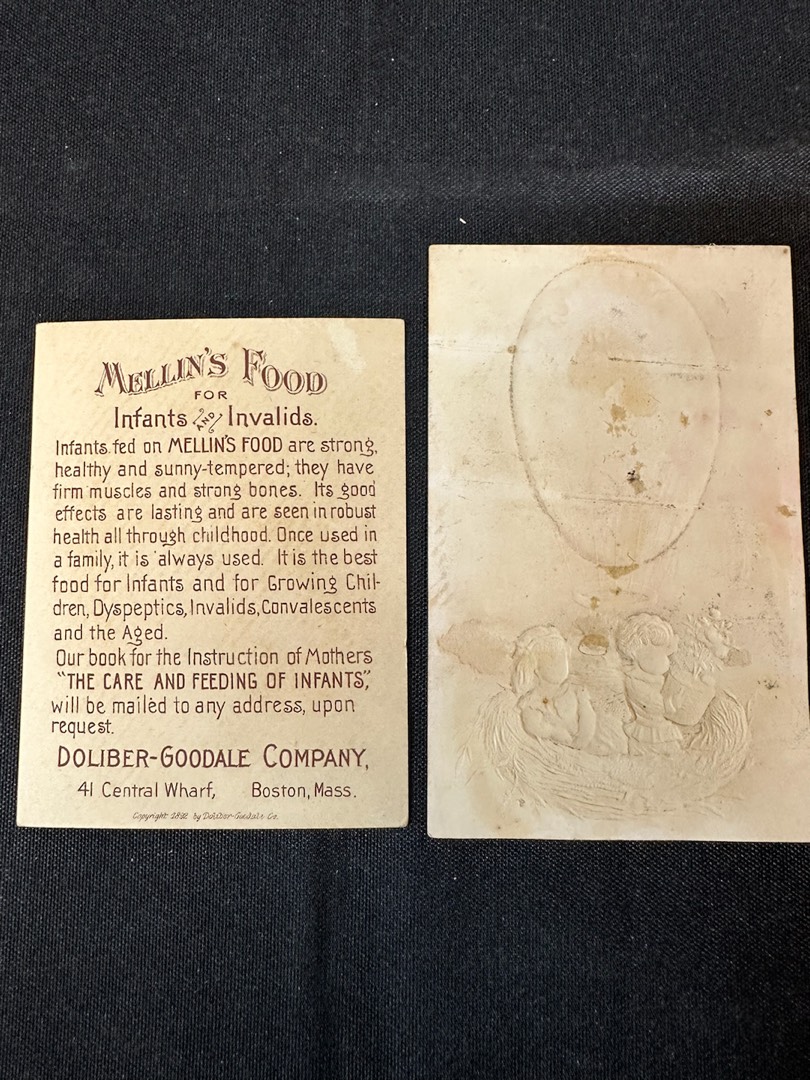 MELLIN'S FOOD
FOR
Infants AND Invalids.
Infants fed on MELLIN'S FOOD are strong,
healthy and sunny-tempered; they have
firm muscles and strong bones. Its good
effects are lasting and are seen in robust
health all through childhood. Once used in
a family, it is always used. It is the best
food for Infants and for Growing Chil-
dren, Dyspeptics, Invalids, Convalescents
and the Aged.
Our book for the Instruction of Mothers
"THE CARE AND FEEDING OF INFANTS",
will be mailed to any address, upon
request.
DOLIBER-GOODALE COMPANY,
41 Central Wharf, Boston, Mass.
Copyright 1892 by Doliber-Goodale Co.